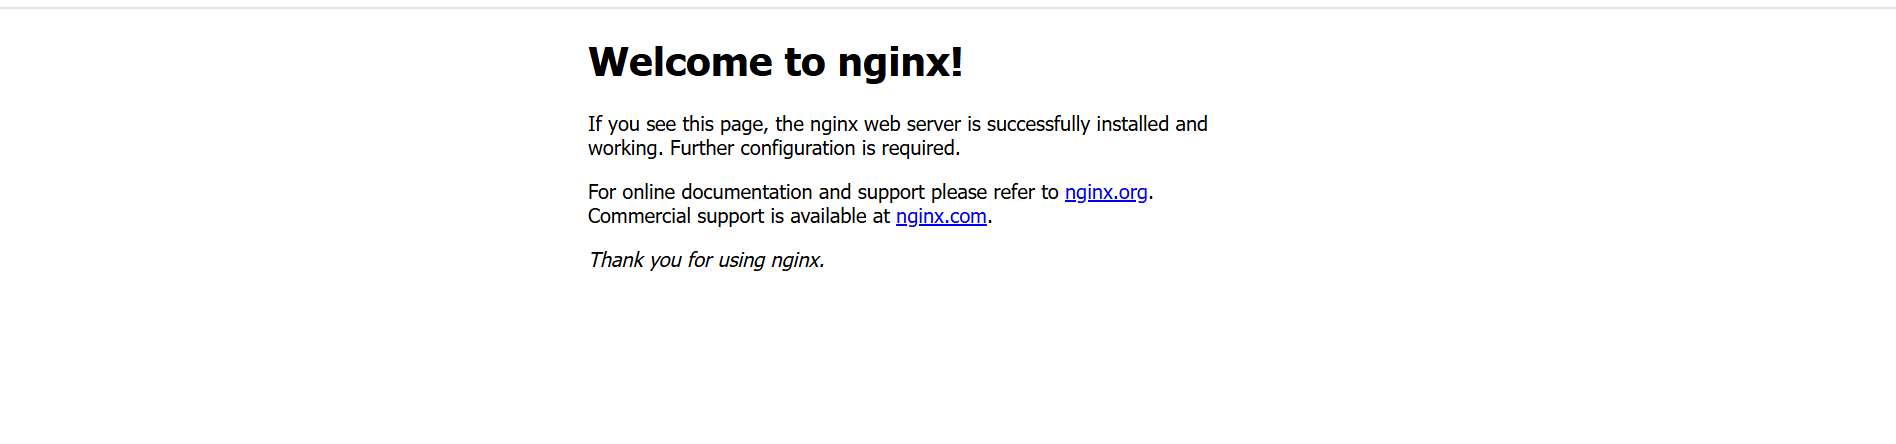 Welcome to nginx!
If you see this page, the nginx web server is successfully installed and
working. Further configuration is required.
For online documentation and support please refer to nginx.org.
Commercial support is available at nginx.com.
Thank you for using nginx.